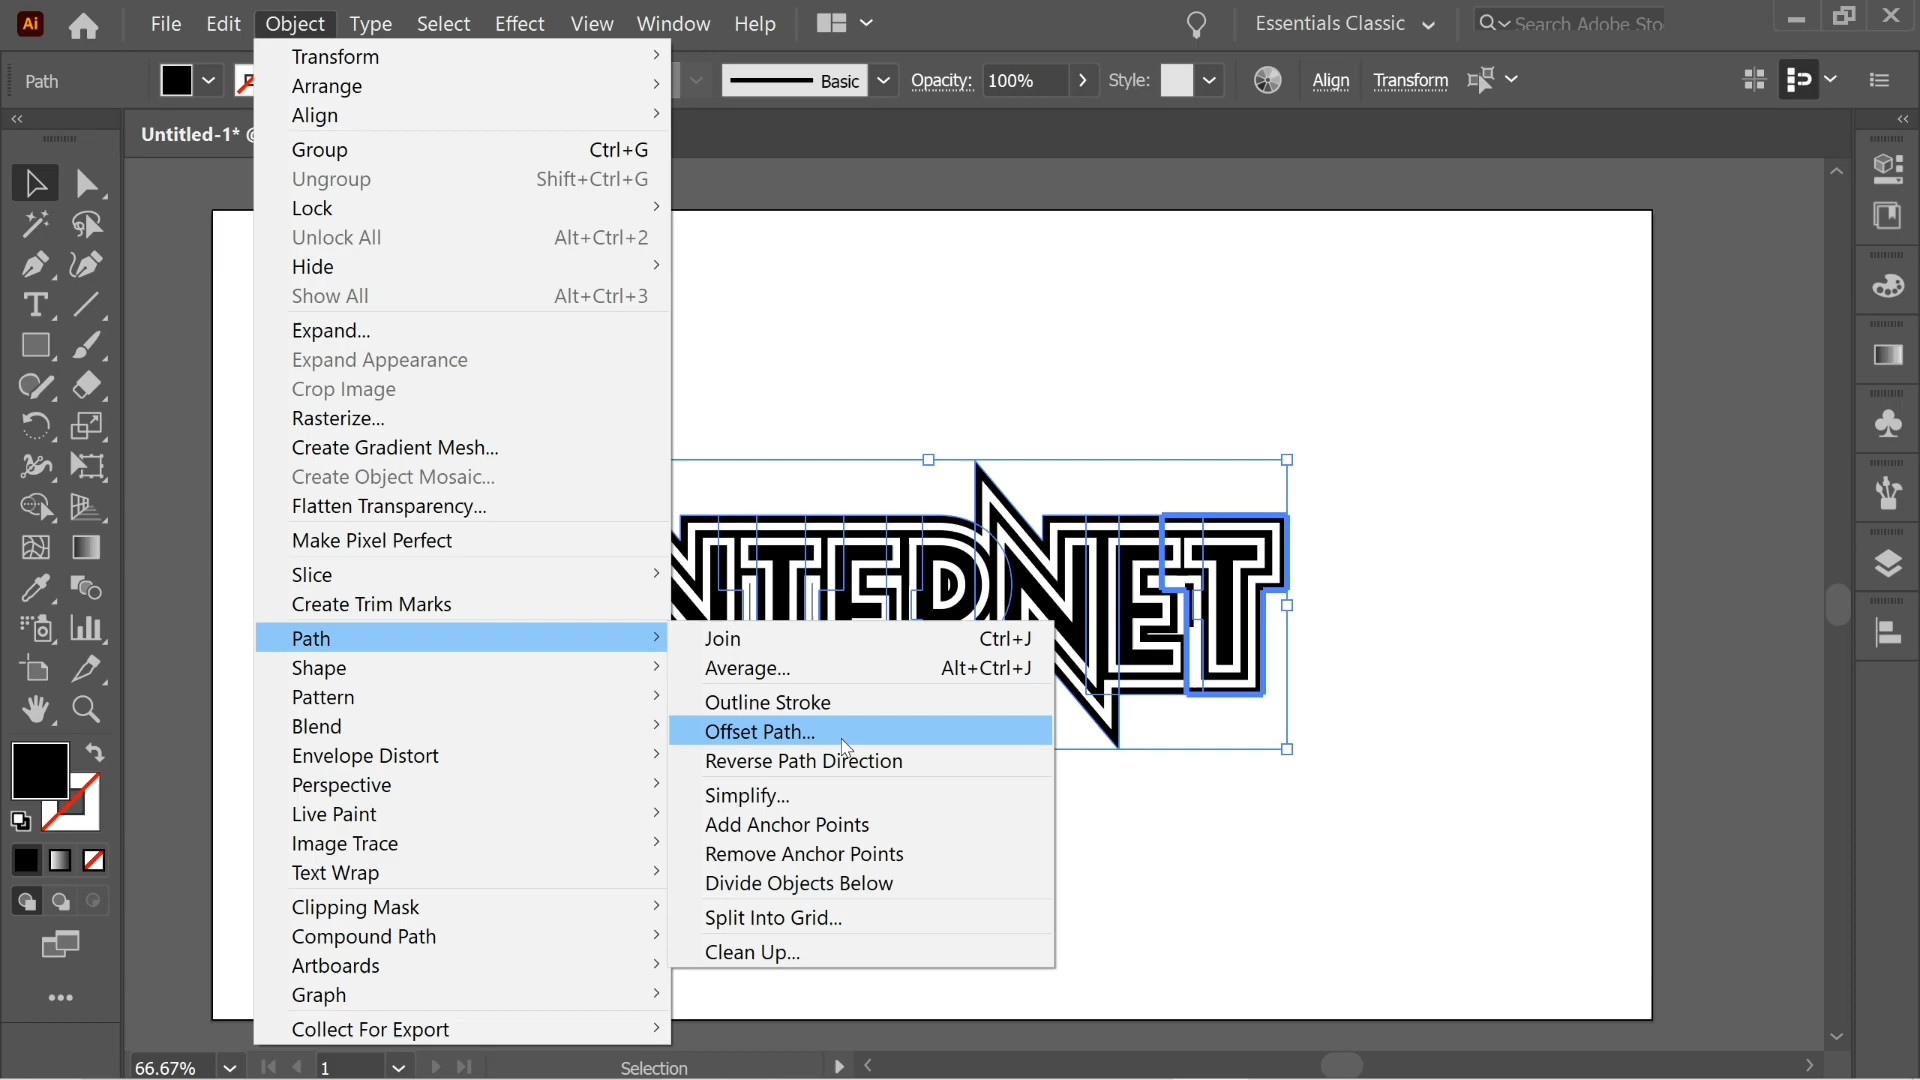 Ai File Edit Object Type Select Effect View Window Help Essentials Classic Search Adobe Sto
Path Basic Opacity: 100% Style: Align Transform
Untitled-1*
Transform
Arrange
Align
Group Ctrl+G
Ungroup Shift+Ctrl+G
Lock
Unlock All Alt+Ctrl+2
Hide
Show All Alt+Ctrl+3
Expand...
Expand Appearance
Crop Image
Rasterize...
Create Gradient Mesh...
Create Object Mosaic...
Flatten Transparency...
Make Pixel Perfect
Slice
Create Trim Marks
Path
Shape
Pattern
Blend
Envelope Distort
Perspective
Live Paint
Image Trace
Text Wrap
Clipping Mask
Compound Path
Artboards
Graph
Collect For Export
Join Ctrl+J
Average... Alt+Ctrl+J
Outline Stroke
Offset Path...
Reverse Path Direction
Simplify...
Add Anchor Points
Remove Anchor Points
Divide Objects Below
Split Into Grid...
Clean Up...
NTEDNET
66.67% 1 Selection